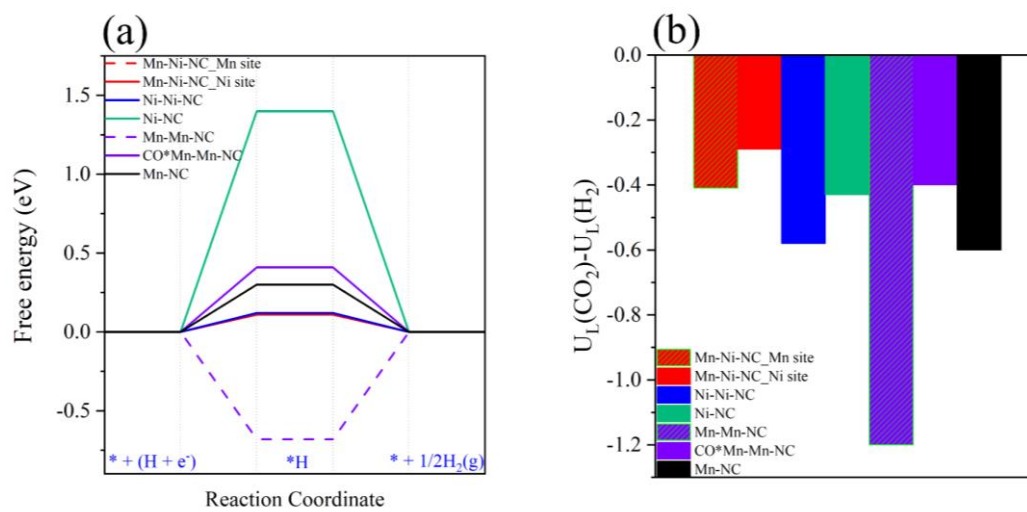 (a)
Mn-Ni-NC_Mn site
Mn-Ni-NC_Ni site
Ni-Ni-NC
Ni-NC
Mn-Mn-NC
CO*Mn-Mn-NC
Mn-NC
1.5
1.0
0.5
0.0
-0.5
Free energy (eV)
* + (H + e-)
*H
* + 1/2H2(g)
Reaction Coordinate
(b)
0.0
-0.2
-0.4
-0.6
-0.8
-1.0
-1.2
UL(CO2)-UL(H2)
Mn-Ni-NC_Mn site
Mn-Ni-NC_Ni site
Ni-Ni-NC
Ni-NC
Mn-Mn-NC
CO*Mn-Mn-NC
Mn-NC